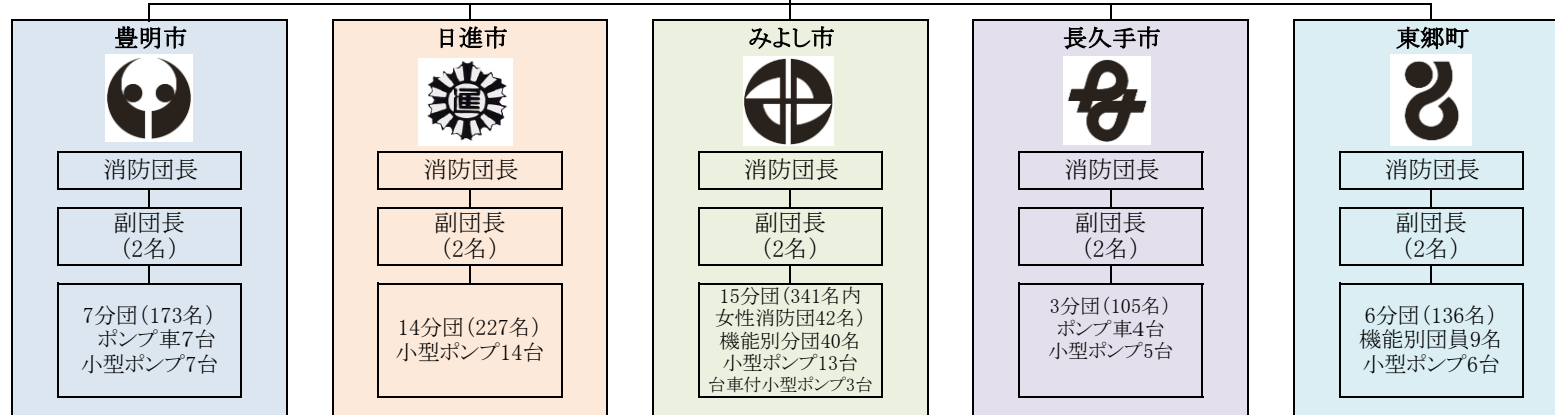 豊明市
消防団長
副団長
(2名)
7分団(173名)
ポンプ車7台
小型ポンプ7台
日進市
消防団長
副団長
(2名)
14分団(227名)
小型ポンプ14台
みよし市
消防団長
副団長
(2名)
15分団(341名内
女性消防団42名)
機能別分団40名
小型ポンプ13台
台車付小型ポンプ3台
長久手市
消防団長
副団長
(2名)
3分団(105名)
ポンプ車4台
小型ポンプ5台
東郷町
消防団長
副団長
(2名)
6分団(136名)
機能別団員9名
小型ポンプ6台